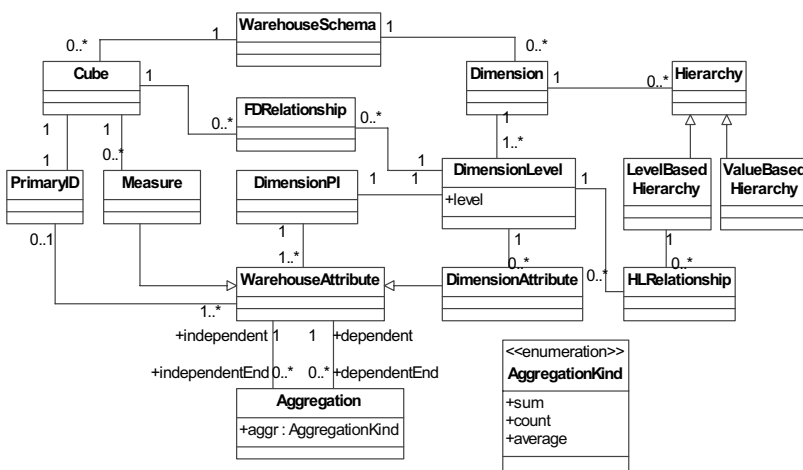 WarehouseSchema
1
1
0..*
0..*
Cube
1
Dimension
1
0..*
Hierarchy
FDRelationship
0..*
0..*
1
1
1
1
0..*
1..*
1
PrimaryID
Measure
DimensionPI
1
1
DimensionLevel
+level
1
LevelBased
Hierarchy
ValueBased
Hierarchy
0..1
1
1..*
1
0..*
1
0..*
0..*
WarehouseAttribute
DimensionAttribute
HLRelationship
1..*
+independent
1
1
+dependent
+independentEnd
0..*
0..*
+dependentEnd
Aggregation
+aggr : AggregationKind
<<enumeration>>
AggregationKind
+sum
+count
+average